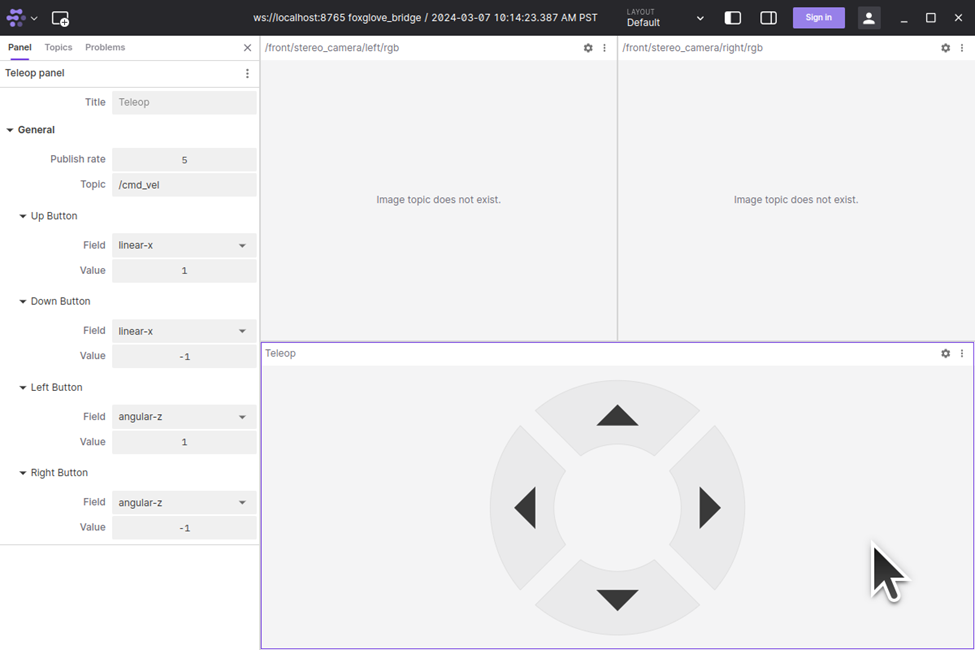 ws://localhost:8765 foxglove_bridge / 2024-03-07 10:14:23.387 AM PST
LAYOUT
Default
Sign in
Panel Topics Problems
Teleop panel
Title Teleop
General
Publish rate 5
Topic /cmd_vel
Up Button
Field linear-x
Value 1
Down Button
Field linear-x
Value -1
Left Button
Field angular-z
Value 1
Right Button
Field angular-z
Value -1
/front/stereo_camera/left/rgb
Image topic does not exist.
/front/stereo_camera/right/rgb
Image topic does not exist.
Teleop